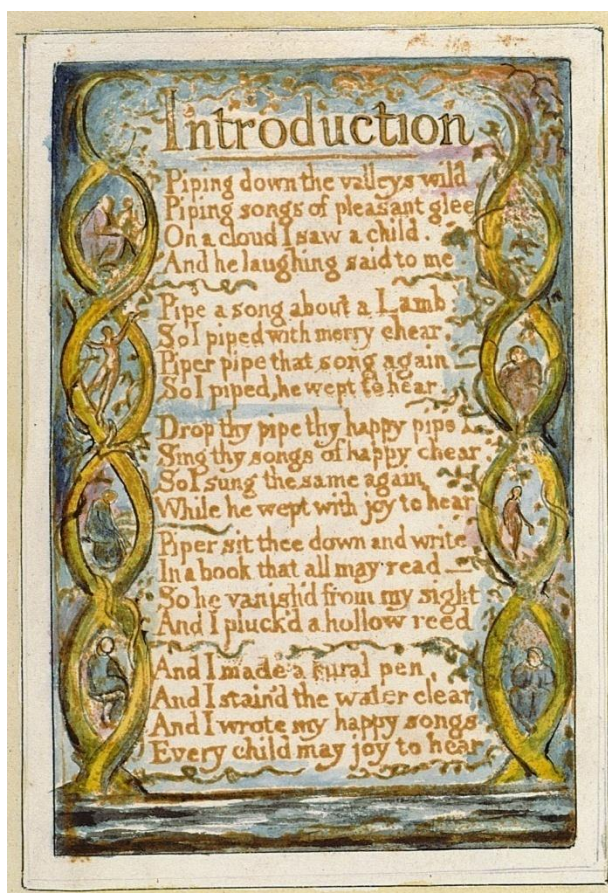 Introduction
Piping down the valleys wild
Piping songs of pleasant glee
On a cloud I saw a child.
And he laughing said to me
Pipe a song about a Lamb:
So I piped with merry chear
Piper pipe that song again
So I piped, he wept to hear
Drop thy pipe thy happy pipe
Sing thy songs of happy chear
So I sung the same again
While he wept with joy to hear
Piper sit thee down and write
In a book that all may read
So he vanish'd from my sight
And I pluck'd a hollow reed
And I made a rural pen,
And I stain'd the water clear
And I wrote my happy songs
Every child may joy to hear